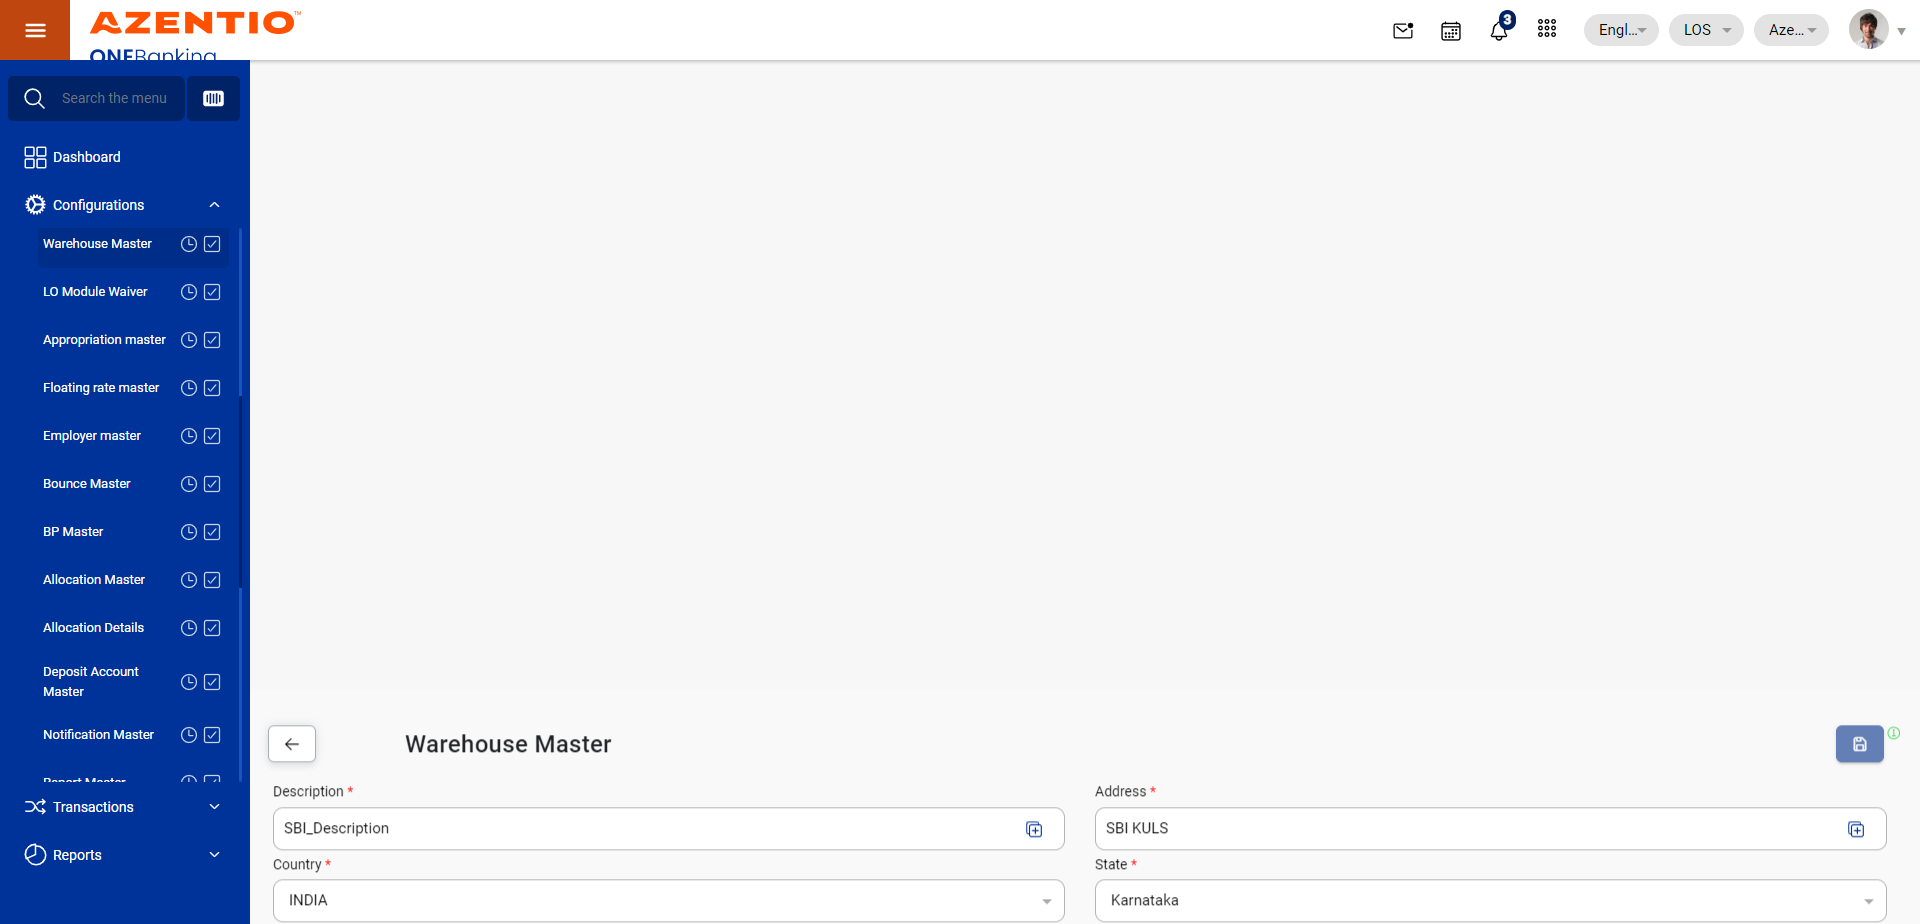 AZENTIO™
ONEBanking
3
Engl...
LOS
Aze...
Search the menu
Dashboard
Configurations
Warehouse Master
LO Module Waiver
Appropriation master
Floating rate master
Employer master
Bounce Master
BP Master
Allocation Master
Allocation Details
Deposit Account
Master
Notification Master
Report Master
Transactions
Reports
Warehouse Master
Description *
SBI_Description
Address *
SBI KULS
Country *
INDIA
State *
Karnataka